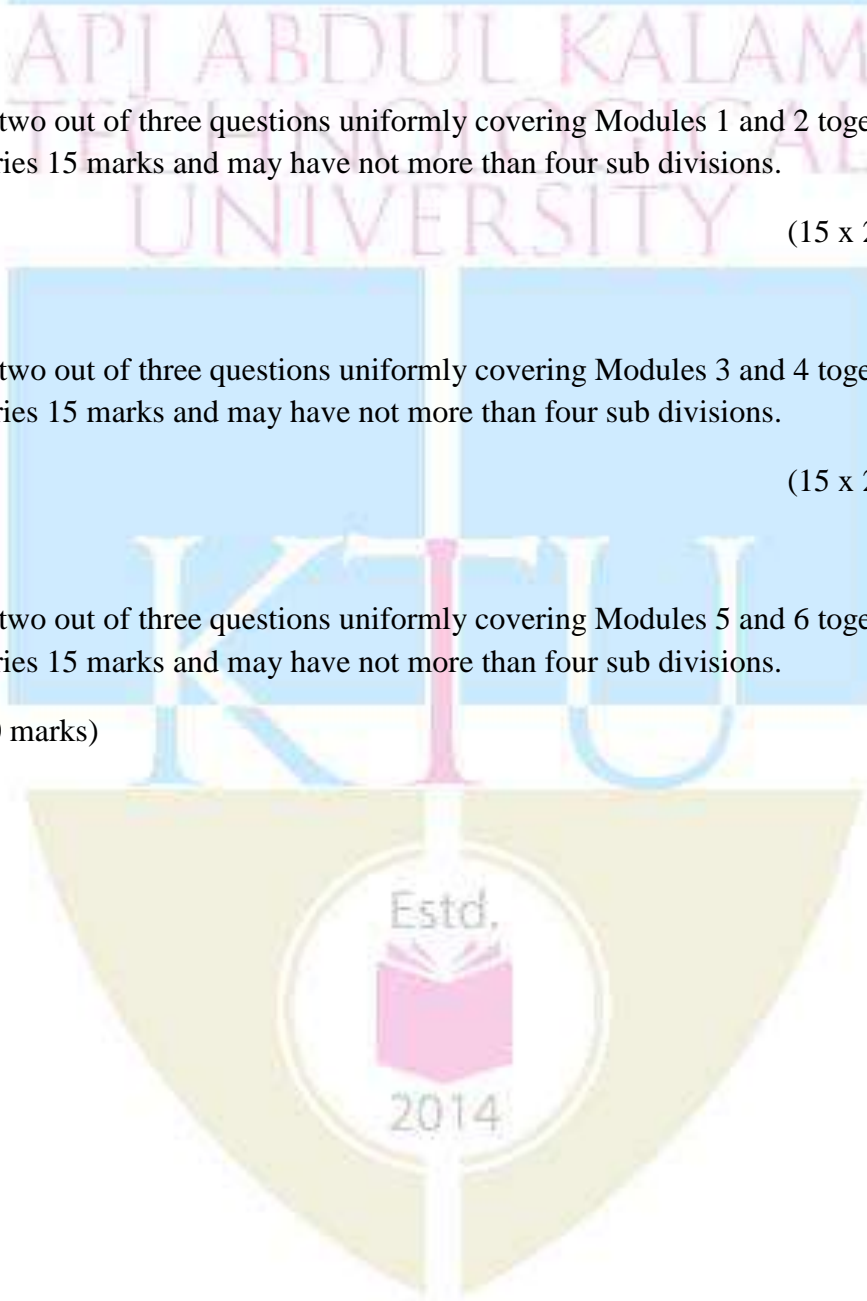 API ABDUL KALAM
TECHNOLOGICAL
two out of three questions uniformly covering Modules 1 and 2 toge
ries 15 marks and may have not more than four sub divisions.
UNIVERSITY
(15 x 2
two out of three questions uniformly covering Modules 3 and 4 toge
ries 15 marks and may have not more than four sub divisions.
(15 x 2
KTU
two out of three questions uniformly covering Modules 5 and 6 toge
ries 15 marks and may have not more than four sub divisions.
marks)
Estd.
2014